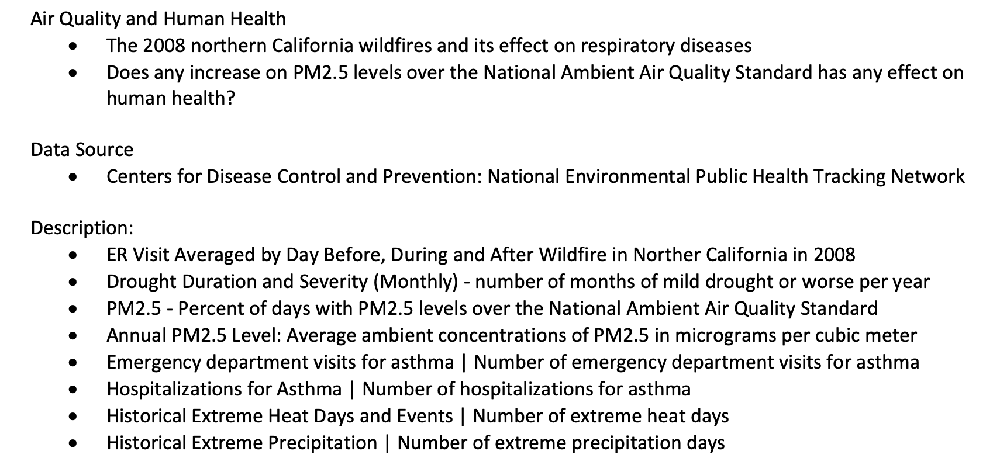 Air Quality and Human Health
• The 2008 northern California wildfires and its effect on respiratory diseases
• Does any increase on PM2.5 levels over the National Ambient Air Quality Standard has any effect on
human health?
Data Source
• Centers for Disease Control and Prevention: National Environmental Public Health Tracking Network
Description:
• ER Visit Averaged by Day Before, During and After Wildfire in Norther California in 2008
• Drought Duration and Severity (Monthly) - number of months of mild drought or worse per year
• PM2.5 - Percent of days with PM2.5 levels over the National Ambient Air Quality Standard
• Annual PM2.5 Level: Average ambient concentrations of PM2.5 in micrograms per cubic meter
• Emergency department visits for asthma | Number of emergency department visits for asthma
• Hospitalizations for Asthma | Number of hospitalizations for asthma
• Historical Extreme Heat Days and Events | Number of extreme heat days
• Historical Extreme Precipitation | Number of extreme precipitation days